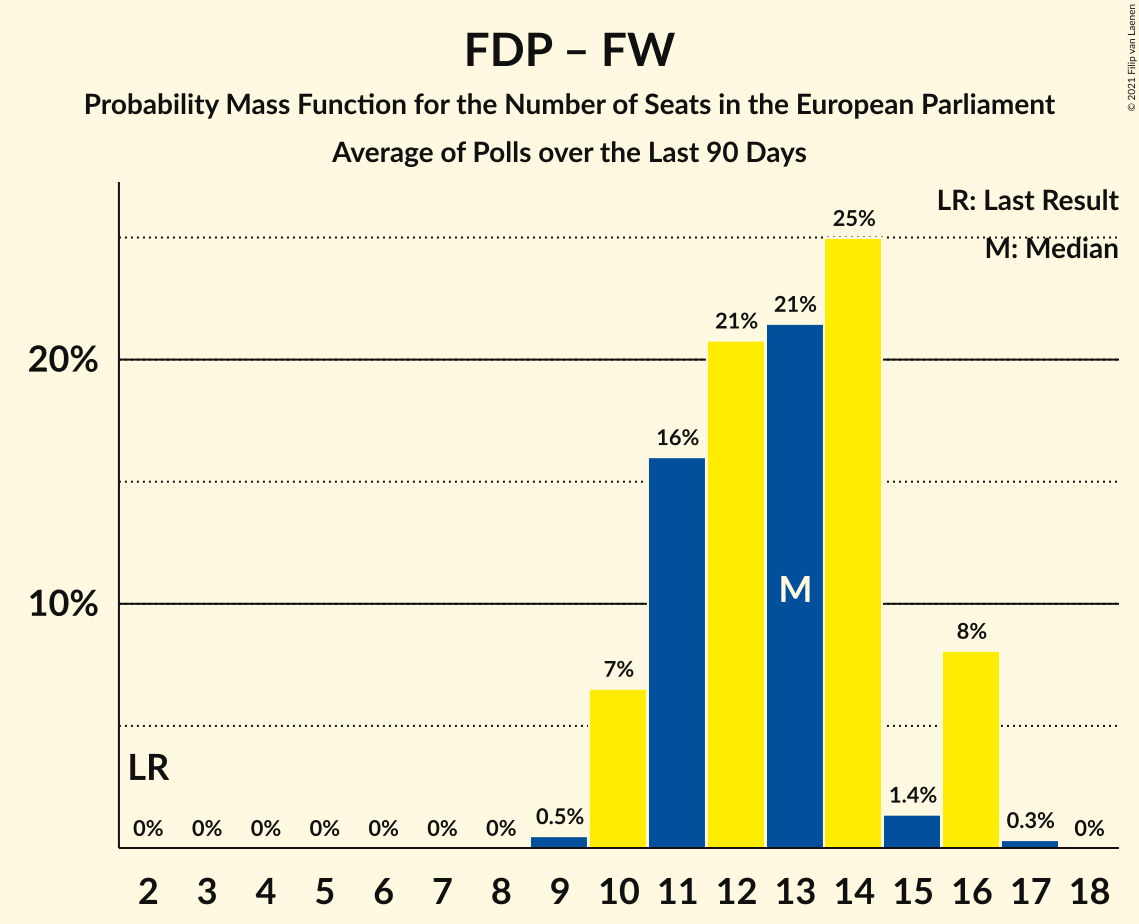 FDP – FW
Probability Mass Function for the Number of Seats in the European Parliament
Average of Polls over the Last 90 Days
© 2021 Filip van Laenen
LR: Last Result
M: Median
20%
10%
LR
M
0%
0%
0%
0%
0%
0%
0%
0.5%
7%
16%
21%
21%
25%
1.4%
8%
0.3%
0%
2 3 4 5 6 7 8 9 10 11 12 13 14 15 16 17 18